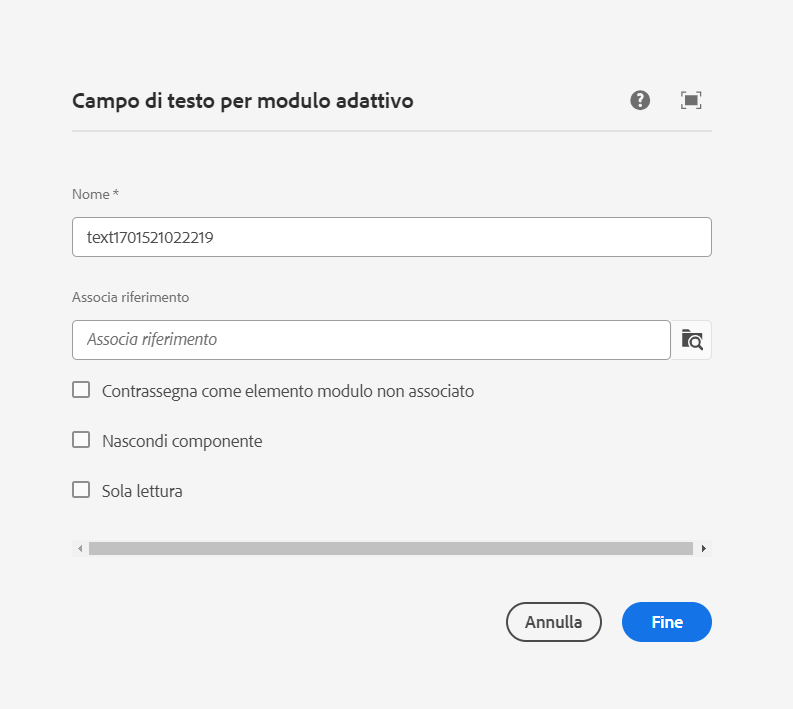 Campo di testo per modulo adattivo
Nome *
text1701521022219
Associa riferimento
Associa riferimento
Contrassegna come elemento modulo non associato
Nascondi componente
Sola lettura
Annulla Fine